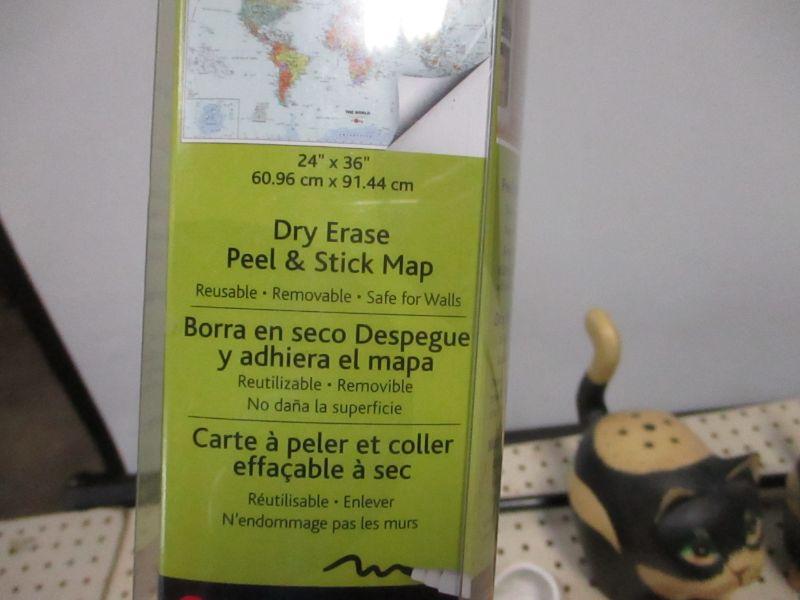 THE WORLD
24" x 36"
60.96 cm x 91.44 cm
Dry Erase
Peel & Stick Map
Reusable • Removable • Safe for Walls
Borra en seco Despegue
y adhiera el mapa
Reutilizable • Removible
No daña la superficie
Carte à peler et coller
effaçable à sec
Réutilisable • Enlever
N'endommage pas les murs